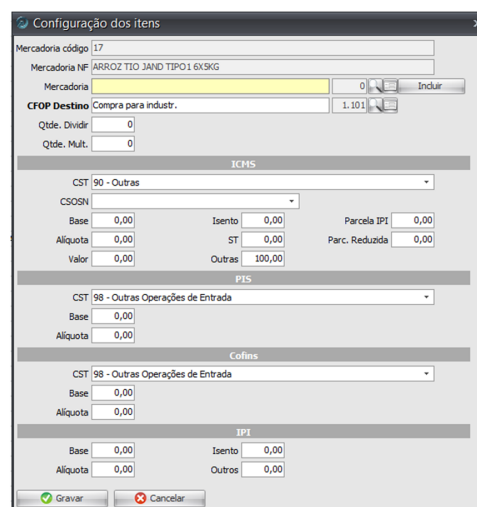 Configuração dos itens
Mercadoria código 17
Mercadoria NF ARROZ TIO JAND TIPO1 6X5KG
Mercadoria 0 Incluir
CFOP Destino Compra para industr. 1.101
Qtde. Dividir 0
Qtde. Mult. 0
ICMS
CST 90 - Outras
CSOSN
Base 0,00 Isento 0,00 Parcela IPI 0,00
Alíquota 0,00 ST 0,00 Parc. Reduzida 0,00
Valor 0,00 Outras 100,00
PIS
CST 98 - Outras Operações de Entrada
Base 0,00
Alíquota 0,00
Cofins
CST 98 - Outras Operações de Entrada
Base 0,00
Alíquota 0,00
IPI
Base 0,00 Isento 0,00
Alíquota 0,00 Outros 0,00
Gravar Cancelar